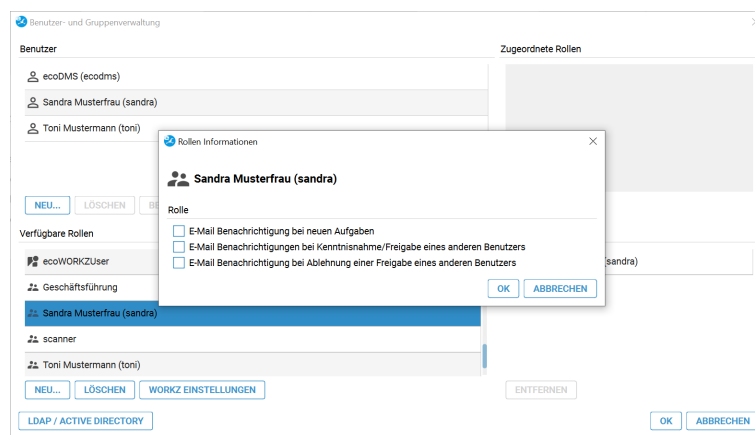 Benutzer- und Gruppenverwaltung
Benutzer
Zugeordnete Rollen
ecoDMS (ecodms)
Sandra Musterfrau (sandra)
Toni Mustermann (toni)
Rollen Informationen
Sandra Musterfrau (sandra)
Rolle
E-Mail Benachrichtigung bei neuen Aufgaben
E-Mail Benachrichtigungen bei Kenntnisnahme/Freigabe eines anderen Benutzers
E-Mail Benachrichtigung bei Ablehnung einer Freigabe eines anderen Benutzers
OK ABBRECHEN
NEU... LÖSCHEN BE
Verfügbare Rollen
ecoWORKZUser
(sandra)
Geschäftsführung
Sandra Musterfrau (sandra)
scanner
Toni Mustermann (toni)
NEU... LÖSCHEN WORKZ EINSTELLUNGEN ENTFERNEN
LDAP / ACTIVE DIRECTORY OK ABBRECHEN